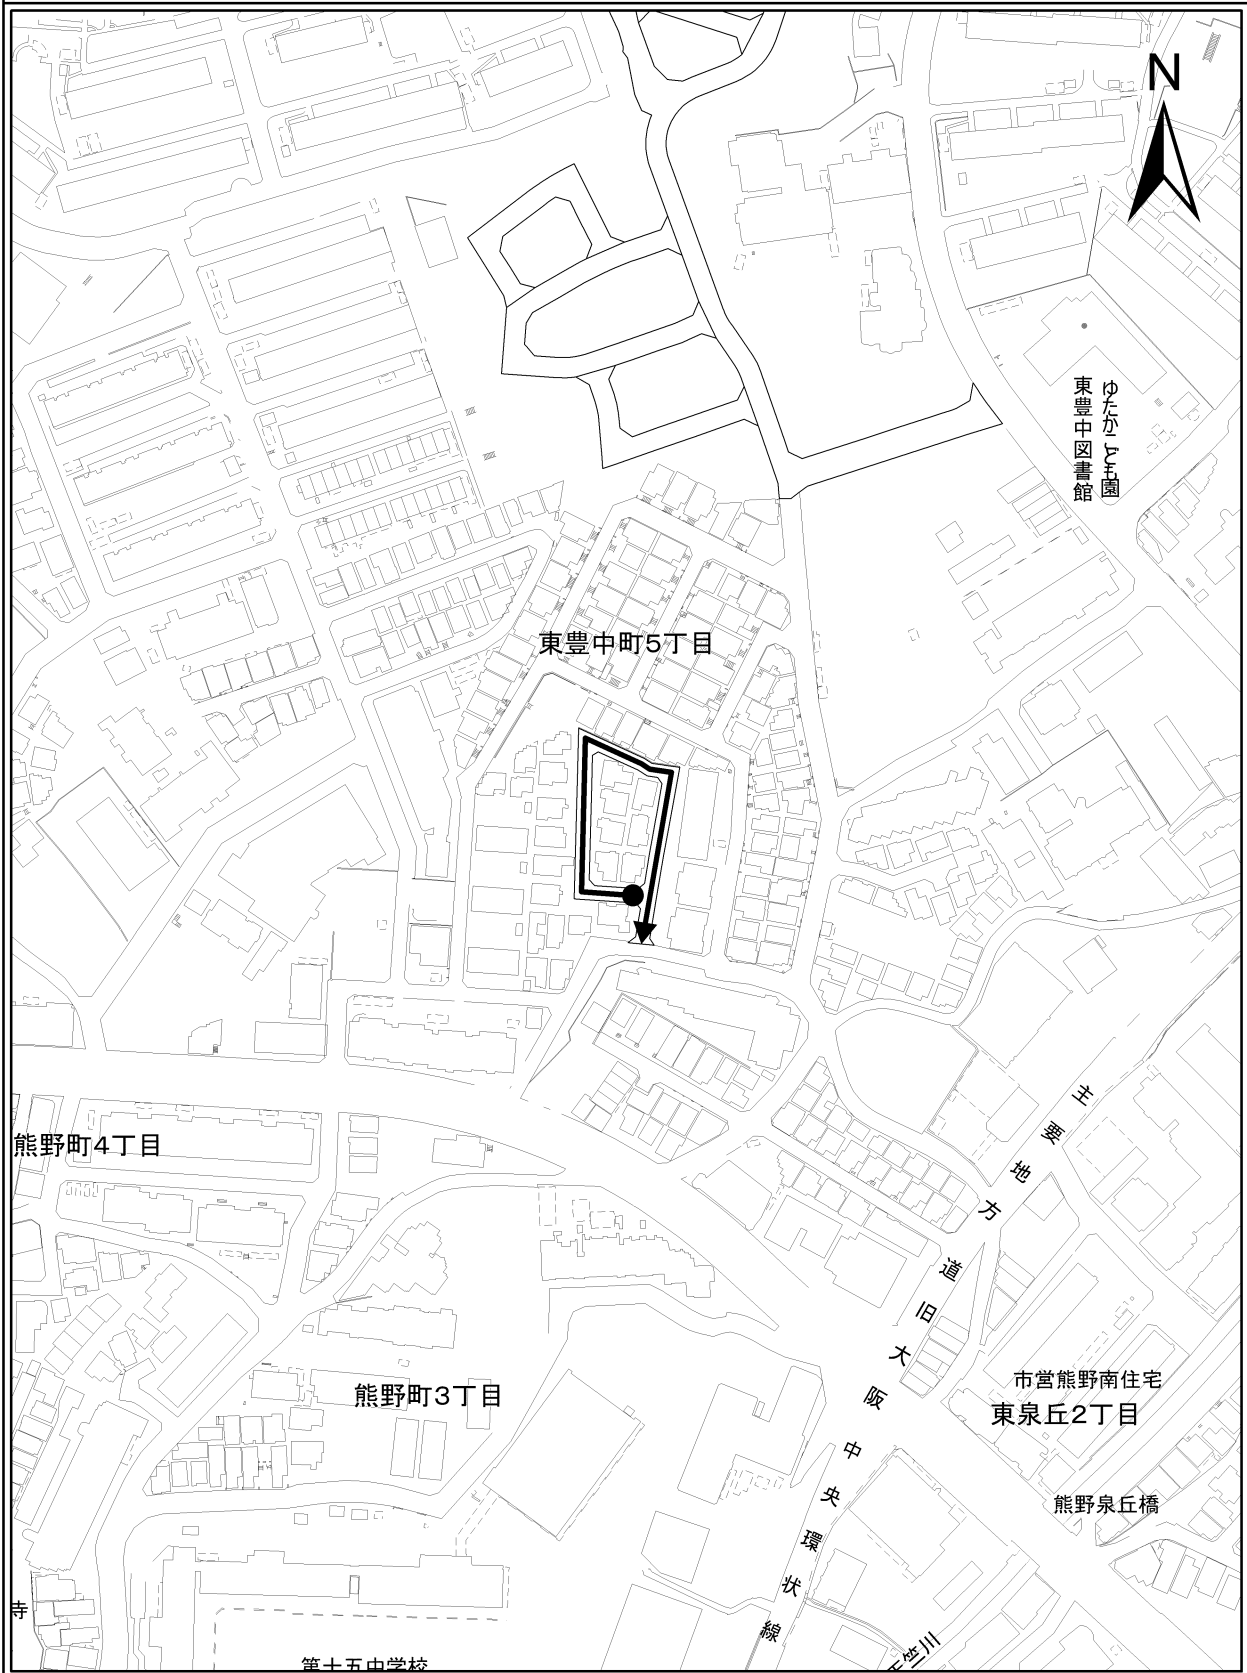 N
ゆたかこども園
東豊中図書館
東豊中町5丁目
熊野町4丁目
主要地方道旧大阪中央環状線
熊野町3丁目
市営熊野南住宅
東泉丘2丁目
熊野泉丘橋
寺
第十五中学校
天竺川